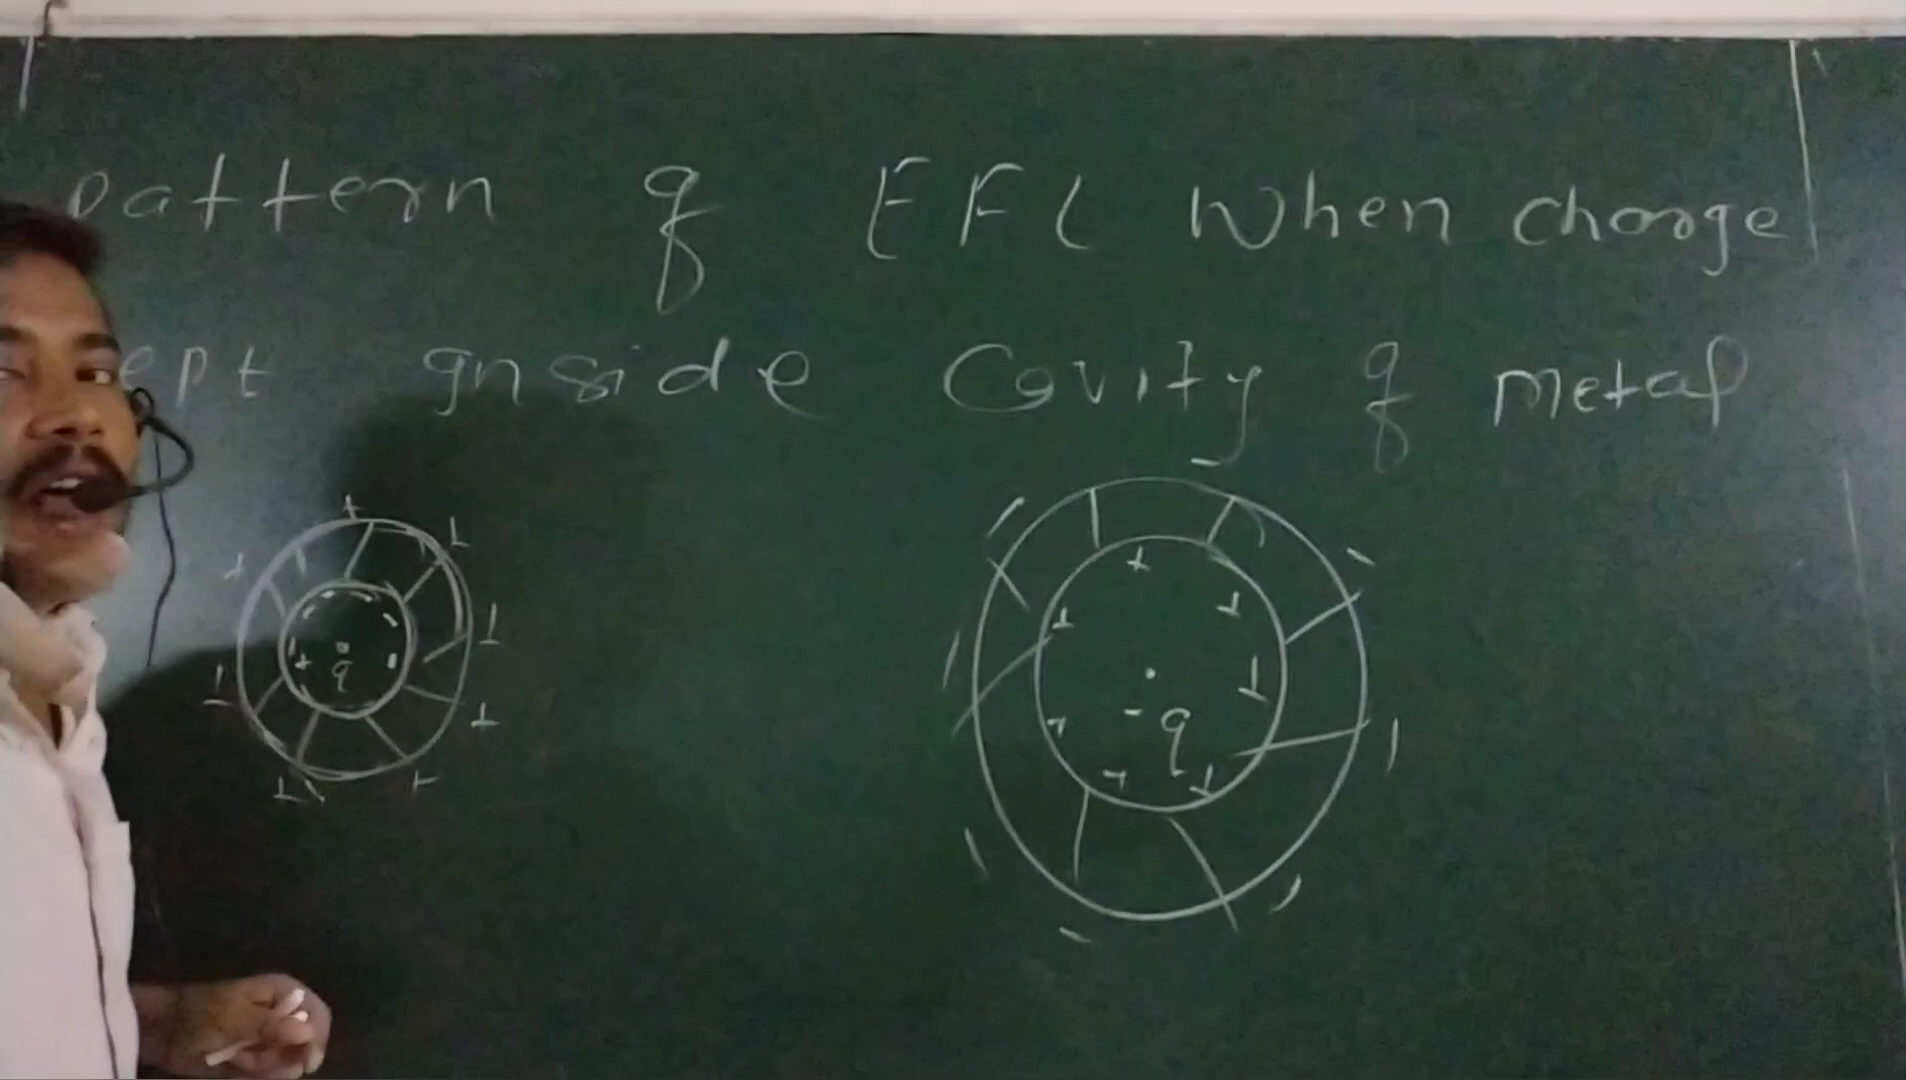 pattern of EFL When charge
ept inside Cavity of metal
+q
-q